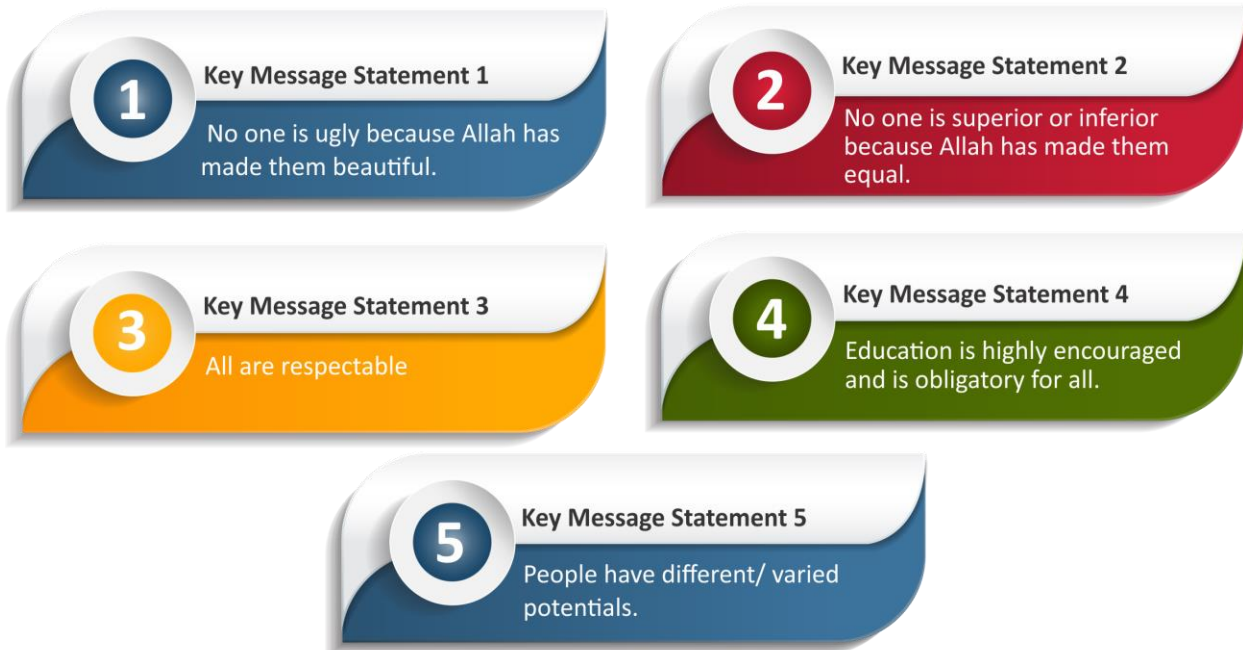 1
Key Message Statement 1
No one is ugly because Allah has
made them beautiful.
2
Key Message Statement 2
No one is superior or inferior
because Allah has made them
equal.
3
Key Message Statement 3
All are respectable
4
Key Message Statement 4
Education is highly encouraged
and is obligatory for all.
5
Key Message Statement 5
People have different/ varied
potentials.